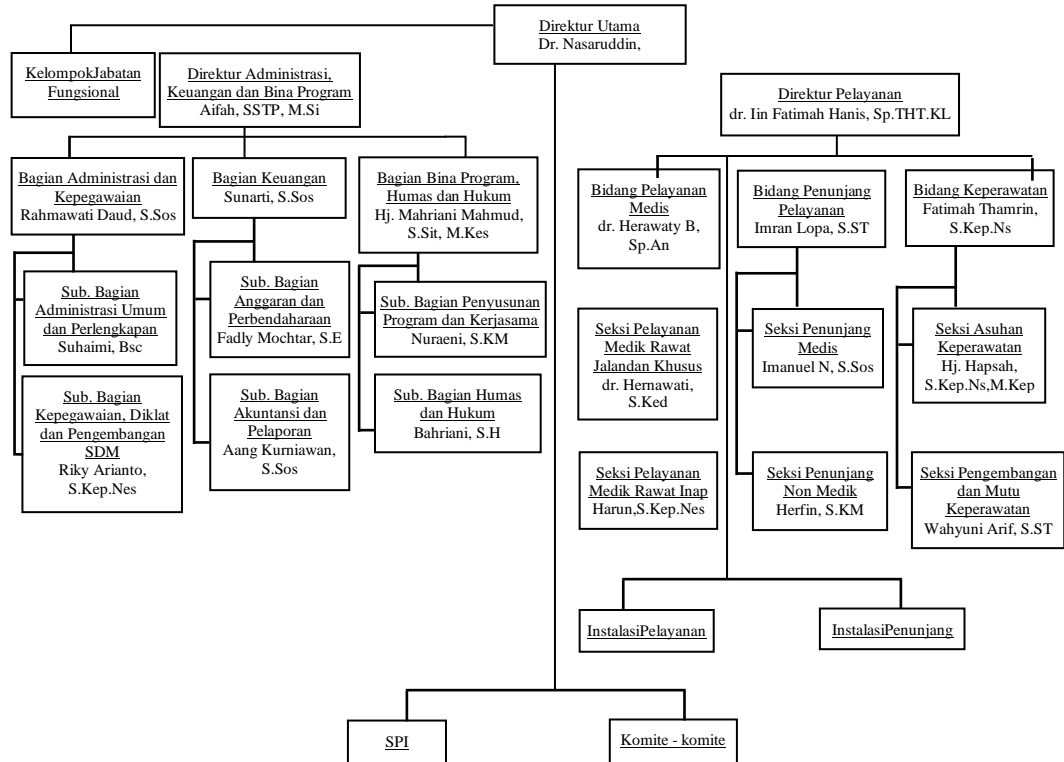 Direktur Utama
Dr. Nasaruddin,
KelompokJabatan
Fungsional
Direktur Administrasi,
Keuangan dan Bina Program
Aifah, SSTP, M.Si
Direktur Pelayanan
dr. Iin Fatimah Hanis, Sp.THT.KL
Bagian Administrasi dan
Kepegawaian
Rahmawati Daud, S.Sos
Bagian Keuangan
Sunarti, S.Sos
Bagian Bina Program,
Humas dan Hukum
Hj. Mahriani Mahmud,
S.Sit, M.Kes
Bidang Pelayanan
Medis
dr. Herawaty B,
Sp.An
Bidang Penunjang
Pelayanan
Imran Lopa, S.ST
Bidang Keperawatan
Fatimah Thamrin,
S.Kep.Ns
Sub. Bagian
Administrasi Umum
dan Perlengkapan
Suhaimi, Bsc
Sub. Bagian
Anggaran dan
Perbendaharaan
Fadly Mochtar, S.E
Sub. Bagian Penyusunan
Program dan Kerjasama
Nuraeni, S.KM
Seksi Pelayanan
Medik Rawat
Jalandan Khusus
dr. Hernawati,
S.Ked
Seksi Penunjang
Medis
Imanuel N, S.Sos
Seksi Asuhan
Keperawatan
Hj. Hapsah,
S.Kep.Ns,M.Kep
Sub. Bagian
Kepegawaian, Diklat
dan Pengembangan
SDM
Riky Arianto,
S.Kep.Nes
Sub. Bagian
Akuntansi dan
Pelaporan
Aang Kurniawan,
S.Sos
Sub. Bagian Humas
dan Hukum
Bahriani, S.H
Seksi Pelayanan
Medik Rawat Inap
Harun,S.Kep.Nes
Seksi Penunjang
Non Medik
Herfin, S.KM
Seksi Pengembangan
dan Mutu
Keperawatan
Wahyuni Arif, S.ST
InstalasiPelayanan
InstalasiPenunjang
SPI
Komite - komite